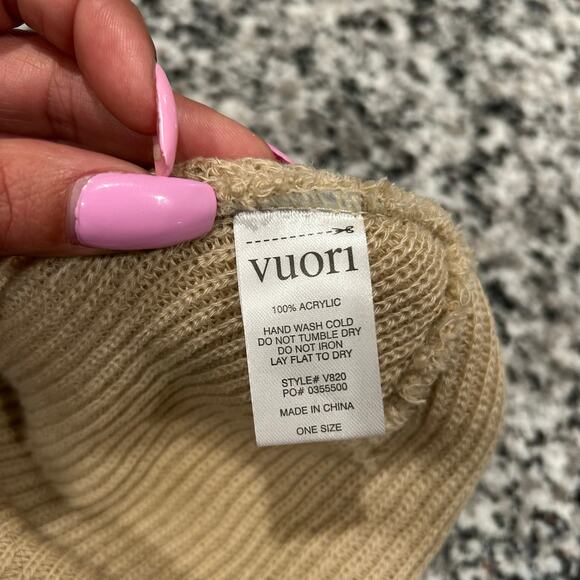 vuori
100% ACRYLIC
HAND WASH COLD
DO NOT TUMBLE DRY
DO NOT IRON
LAY FLAT TO DRY
STYLE# V820
PO# 0355500
MADE IN CHINA
ONE SIZE